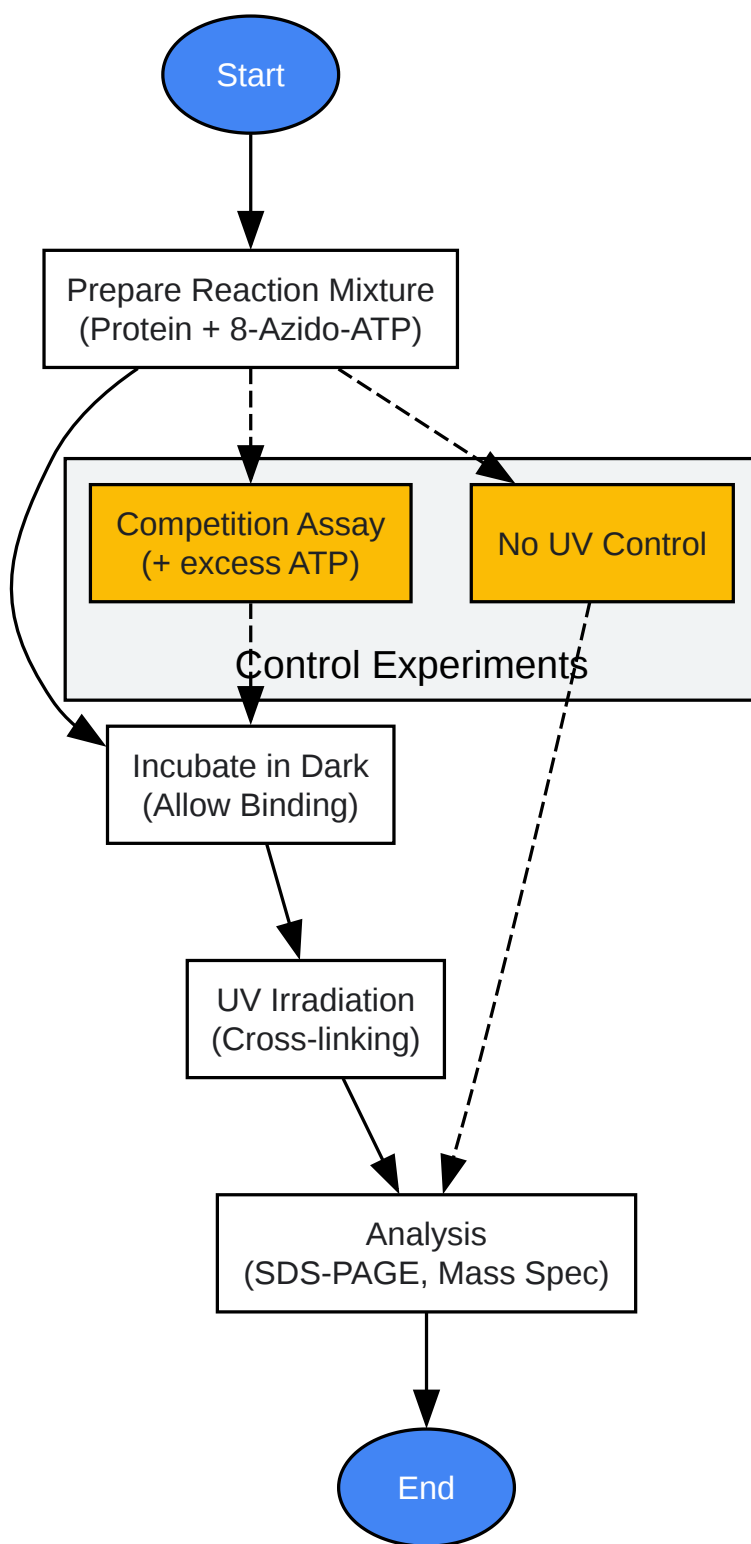 Start
Prepare Reaction Mixture
(Protein + 8-Azido-ATP)
Competition Assay
(+ excess ATP)
No UV Control
Control Experiments
Incubate in Dark
(Allow Binding)
UV Irradiation
(Cross-linking)
Analysis
(SDS-PAGE, Mass Spec)
End